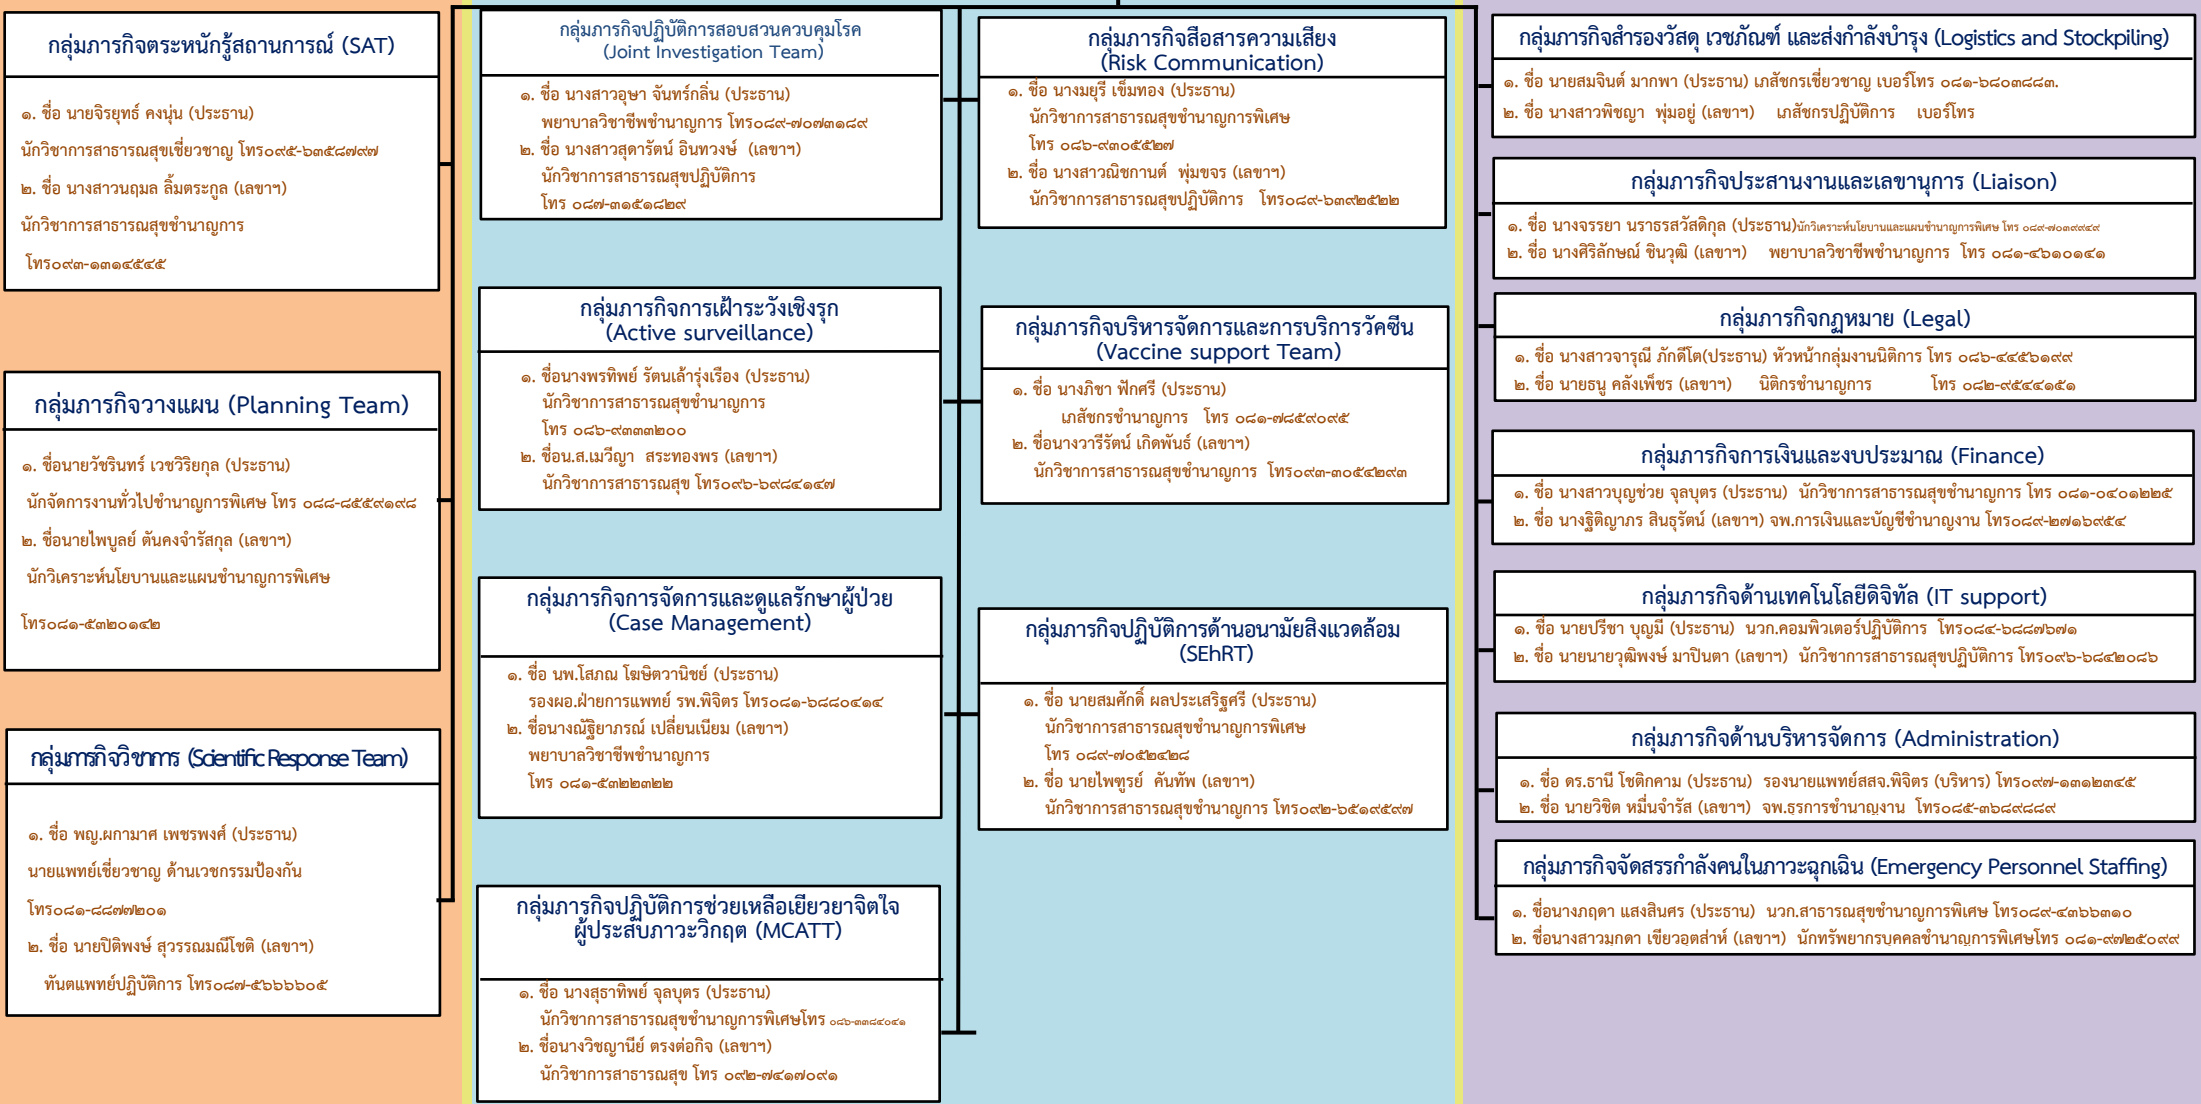 กลุ่มภารกิจตระหนักรู้สถานการณ์ (SAT)
๑. ชื่อ นายจิรยุทธ์ คงนุ่น (ประธาน)
นักวิชาการสาธารณสุขเชี่ยวชาญ โทร๐๙๕-๖๓๕๘๗๙๗
๒. ชื่อ นางสาวนฤมล ลิ้มตระกูล (เลขาฯ)
นักวิชาการสาธารณสุขชำนาญการ
โทร๐๙๓-๑๓๑๔๕๔๕
กลุ่มภารกิจวางแผน (Planning Team)
๑. ชื่อนายวัชรินทร์ เวชวิริยกุล (ประธาน)
นักจัดการงานทั่วไปชำนาญการพิเศษ โทร ๐๘๘-๘๕๕๙๑๙๘
๒. ชื่อนายไพบูลย์ ตันคงจำรัสกุล (เลขาฯ)
นักวิเคราะห์นโยบานและแผนชำนาญการพิเศษ
โทร๐๘๑-๕๓๒๐๑๔๒
กลุ่มภารกิจวิชาการ (Scientific Response Team)
๑. ชื่อ พญ.ผกามาศ เพชรพงศ์ (ประธาน)
นายแพทย์เชี่ยวชาญ ด้านเวชกรรมป้องกัน
โทร๐๘๑-๘๘๗๗๒๐๑
๒. ชื่อ นายปิติพงษ์ สุวรรณมณีโชติ (เลขาฯ)
ทันตแพทย์ปฏิบัติการ โทร๐๘๗-๕๖๖๖๖๐๕
กลุ่มภารกิจปฏิบัติการสอบสวนควบคุมโรค
(Joint Investigation Team)
๑. ชื่อ นางสาวอุษา จันทร์กลิ่น (ประธาน)
พยาบาลวิชาชีพชำนาญการ โทร๐๘๙-๗๐๗๓๑๘๙
๒. ชื่อ นางสาวสุดารัตน์ อินทวงษ์ (เลขาฯ)
นักวิชาการสาธารณสุขปฏิบัติการ
โทร ๐๘๗-๓๑๕๑๘๒๙
กลุ่มภารกิจการเฝ้าระวังเชิงรุก
(Active surveillance)
๑. ชื่อนางพรทิพย์ รัตนเล้ารุ่งเรือง (ประธาน)
นักวิชาการสาธารณสุขชำนาญการ
โทร ๐๘๖-๙๓๓๓๒๐๐
๒. ชื่อน.ส.เมวีญา สระทองพร (เลขาฯ)
นักวิชาการสาธารณสุข โทร๐๙๖-๖๙๘๔๑๔๗
กลุ่มภารกิจการจัดการและดูแลรักษาผู้ป่วย
(Case Management)
๑. ชื่อ นพ.โสภณ โฆษิตวานิชย์ (ประธาน)
รองผอ.ฝ่ายการแพทย์ รพ.พิจิตร โทร๐๘๑-๖๘๘๐๔๑๔
๒. ชื่อนางณัฐิยาภรณ์ เปลี่ยนเนียม (เลขาฯ)
พยาบาลวิชาชีพชำนาญการ
โทร ๐๘๑-๕๓๒๒๓๒๒
กลุ่มภารกิจปฏิบัติการช่วยเหลือเยียวยาจิตใจ
ผู้ประสบภาวะวิกฤต (MCATT)
๑. ชื่อ นางสุธาทิพย์ จุลบุตร (ประธาน)
นักวิชาการสาธารณสุขชำนาญการพิเศษโทร ๐๘๖-๓๓๘๔๐๔๑
๒. ชื่อนางวิชญานีย์ ตรงต่อกิจ (เลขาฯ)
นักวิชาการสาธารณสุข โทร ๐๙๒-๗๔๑๗๐๙๑
กลุ่มภารกิจสื่อสารความเสี่ยง
(Risk Communication)
๑. ชื่อ นางมยุรี เข็มทอง (ประธาน)
นักวิชาการสาธารณสุขชำนาญการพิเศษ
โทร ๐๘๖-๙๓๐๕๕๒๗
๒. ชื่อ นางสาวณิชกานต์ พุ่มขจร (เลขาฯ)
นักวิชาการสาธารณสุขปฏิบัติการ โทร๐๘๙-๖๓๙๒๕๒๒
กลุ่มภารกิจบริหารจัดการและการบริการวัคซีน
(Vaccine support Team)
๑. ชื่อ นางภิชา ฟักศรี (ประธาน)
เภสัชกรชำนาญการ โทร ๐๘๑-๗๘๕๙๐๙๕
๒. ชื่อนางวารีรัตน์ เกิดพันธ์ (เลขาฯ)
นักวิชาการสาธารณสุขชำนาญการ โทร๐๙๓-๓๐๕๔๒๙๓
กลุ่มภารกิจปฏิบัติการด้านอนามัยสิ่งแวดล้อม
(SEhRT)
๑. ชื่อ นายสมศักดิ์ ผลประเสริฐศรี (ประธาน)
นักวิชาการสาธารณสุขชำนาญการพิเศษ
โทร ๐๘๙-๗๐๕๒๔๒๘
๒. ชื่อ นายไพฑูรย์ คันทัพ (เลขาฯ)
นักวิชาการสาธารณสุขชำนาญการ โทร๐๙๒-๖๕๑๙๕๙๗
กลุ่มภารกิจสำรองวัสดุ เวชภัณฑ์ และส่งกำลังบำรุง (Logistics and Stockpiling)
๑. ชื่อ นายสมจินต์ มากพา (ประธาน) เภสัชกรเชี่ยวชาญ เบอร์โทร ๐๘๑-๖๘๐๓๘๘๓.
๒. ชื่อ นางสาวพิชญา พุ่มอยู่ (เลขาฯ) เภสัชกรปฏิบัติการ เบอร์โทร
กลุ่มภารกิจประสานงานและเลขานุการ (Liaison)
๑. ชื่อ นางจรรยา นราธรสวัสดิกุล (ประธาน)นักวิเคราะห์นโยบานและแผนชำนาญการพิเศษ โทร ๐๘๙-๗๐๓๙๙๔๙
๒. ชื่อ นางศิริลักษณ์ ชินวุฒิ (เลขาฯ) พยาบาลวิชาชีพชำนาญการ โทร ๐๘๑-๔๖๑๐๑๔๑
กลุ่มภารกิจกฎหมาย (Legal)
๑. ชื่อ นางสาวจารุณี ภักดีโต(ประธาน) หัวหน้ากลุ่มงานนิติการ โทร ๐๘๖-๔๔๕๖๑๙๙
๒. ชื่อ นายธนู คลังเพ็ชร (เลขาฯ) นิติกรชำนาญการ โทร ๐๘๒-๙๕๔๔๑๕๑
กลุ่มภารกิจการเงินและงบประมาณ (Finance)
๑. ชื่อ นางสาวบุญช่วย จุลบุตร (ประธาน) นักวิชาการสาธารณสุขชำนาญการ โทร ๐๘๑-๐๔๐๑๒๒๕
๒. ชื่อ นางฐิติญาภร สินธุรัตน์ (เลขาฯ) จพ.การเงินและบัญชีชำนาญงาน โทร๐๘๙-๒๗๑๖๙๕๔
กลุ่มภารกิจด้านเทคโนโลยีดิจิทัล (IT support)
๑. ชื่อ นายปรีชา บุญมี (ประธาน) นวก.คอมพิวเตอร์ปฏิบัติการ โทร๐๘๔-๖๘๘๗๖๗๑
๒. ชื่อ นายนายวุฒิพงษ์ มาปินตา (เลขาฯ) นักวิชาการสาธารณสุขปฏิบัติการ โทร๐๙๖-๖๘๔๒๐๘๖
กลุ่มภารกิจด้านบริหารจัดการ (Administration)
๑. ชื่อ ดร.ธานี โชติกคาม (ประธาน) รองนายแพทย์สสจ.พิจิตร (บริหาร) โทร๐๙๗-๑๓๑๒๓๔๕
๒. ชื่อ นายวิชิต หมื่นจำรัส (เลขาฯ) จพ.ธุรการชำนาญงาน โทร๐๘๕-๓๖๘๙๘๘๙
กลุ่มภารกิจจัดสรรกำลังคนในภาวะฉุกเฉิน (Emergency Personnel Staffing)
๑. ชื่อนางภฤดา แสงสินศร (ประธาน) นวก.สาธารณสุขชำนาญการพิเศษ โทร๐๘๙-๔๓๖๖๓๑๐
๒. ชื่อนางสาวมุกดา เขียวอุตส่าห์ (เลขาฯ) นักทรัพยากรบุคคลชำนาญการพิเศษโทร ๐๘๑-๙๗๒๕๐๙๙